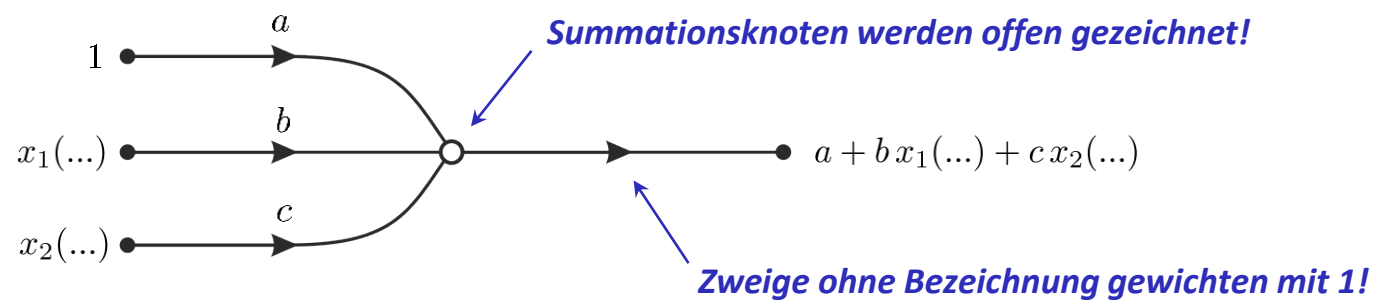 Summationsknoten werden offen gezeichnet!
1 a
x₁(...) b
a + b x₁(...) + c x₂(...)
x₂(...) c
Zweige ohne Bezeichnung gewichten mit 1!